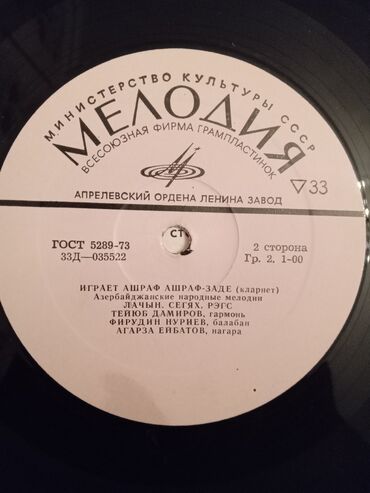 МИНИСТЕРСТВО КУЛЬТУРЫ СССР
МЕЛОДИЯ
ВСЕСОЮЗНАЯ ФИРМА ГРАМПЛАСТИНОК
▽33
АПРЕЛЕВСКИЙ ОРДЕНА ЛЕНИНА ЗАВОД
ГОСТ 5289-73
33Д—035522
СТ
2 сторона
Гр. 2. 1-00
ИГРАЕТ АШРАФ АШРАФ-ЗАДЕ (кларнет)
Азербайджанские народные мелодии
ЛАЧЫН, СЕГЯХ, РЭГС
ТЕЙЮБ ДАМИРОВ, гармонь
ФИРУДИН НУРИЕВ, балабан
АГАРЗА ЕЙБАТОВ, нагара